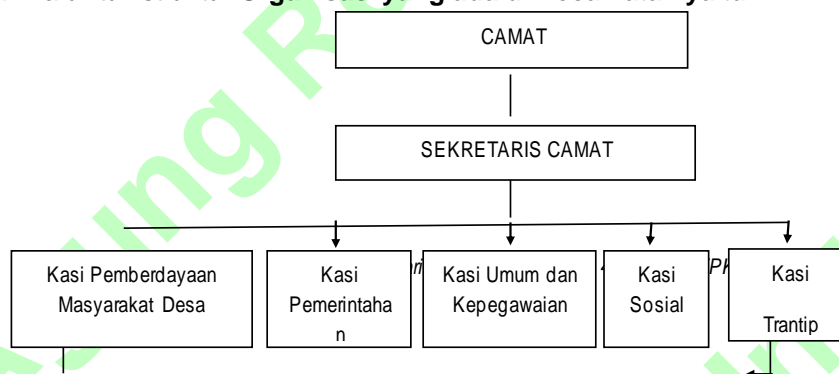 CAMAT
SEKRETARIS CAMAT
Kasi Pemberdayaan
Masyarakat Desa
Kasi
Pemerintaha
n
Kasi Umum dan
Kepegawaian
Kasi
Sosial
Kasi
Trantip